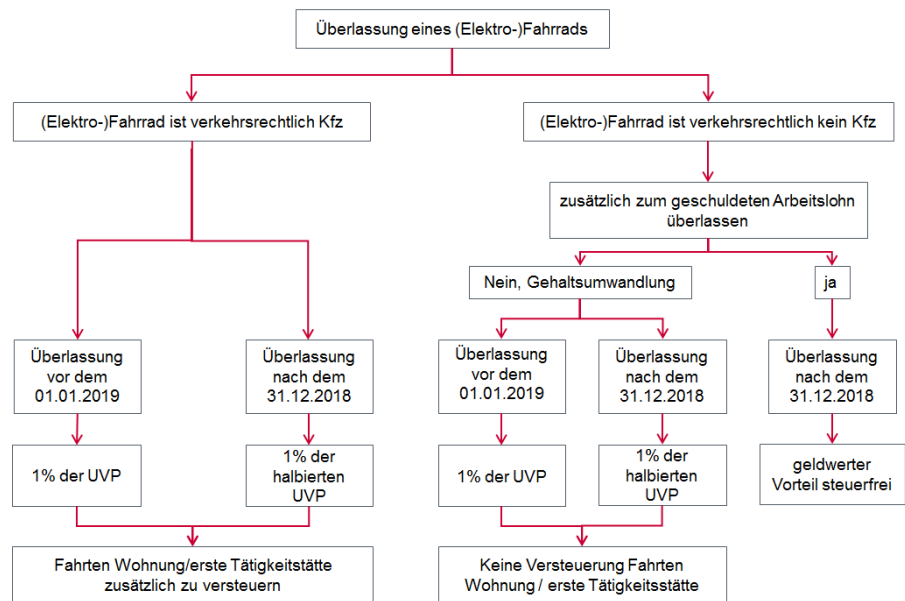 Überlassung eines (Elektro-)Fahrrads
(Elektro-)Fahrrad ist verkehrsrechtlich Kfz
(Elektro-)Fahrrad ist verkehrsrechtlich kein Kfz
zusätzlich zum geschuldeten Arbeitslohn
überlassen
Nein, Gehaltsumwandlung
ja
Überlassung
vor dem
01.01.2019
Überlassung
nach dem
31.12.2018
Überlassung
vor dem
01.01.2019
Überlassung
nach dem
31.12.2018
Überlassung
nach dem
31.12.2018
1% der UVP
1% der
halbierten
UVP
1% der UVP
1% der
halbierten
UVP
geldwerter
Vorteil steuerfrei
Fahrten Wohnung/erste Tätigkeitstätte
zusätzlich zu versteuern
Keine Versteuerung Fahrten
Wohnung / erste Tätigkeitsstätte